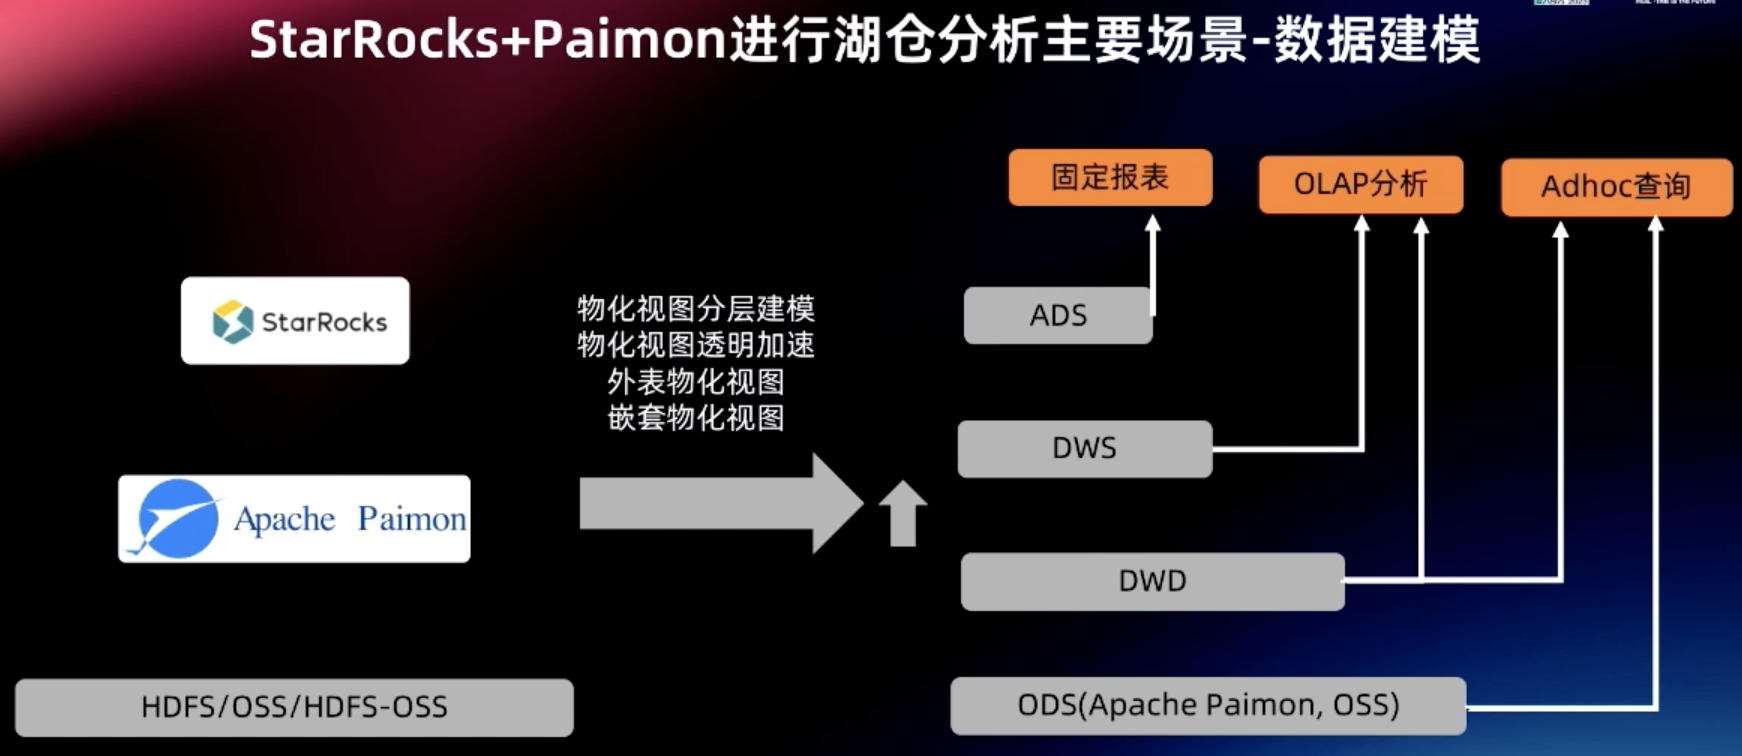 StarRocks+Paimon进行湖仓分析主要场景-数据建模
固定报表
OLAP分析
Adhoc查询
StarRocks
物化视图分层建模
物化视图透明加速
外表物化视图
嵌套物化视图
ADS
DWS
Apache Paimon
DWD
HDFS/OSS/HDFS-OSS
ODS(Apache Paimon, OSS)